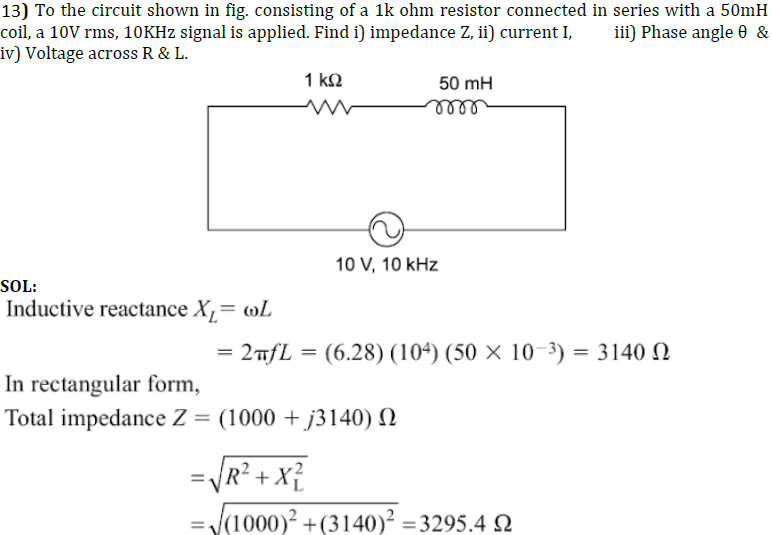 13) To the circuit shown in fig. consisting of a 1k ohm resistor connected in series with a 50mH
coil, a 10V rms, 10KHz signal is applied. Find i) impedance Z, ii) current I, iii) Phase angle θ &
iv) Voltage across R & L.
1 kΩ
50 mH
10 V, 10 kHz
SOL:
Inductive reactance X_L = ωL
= 2πfL = (6.28) (10⁴) (50 × 10⁻³) = 3140 Ω
In rectangular form,
Total impedance Z = (1000 + j3140) Ω
= √(R² + X_L²)
= √((1000)² + (3140)²) = 3295.4 Ω